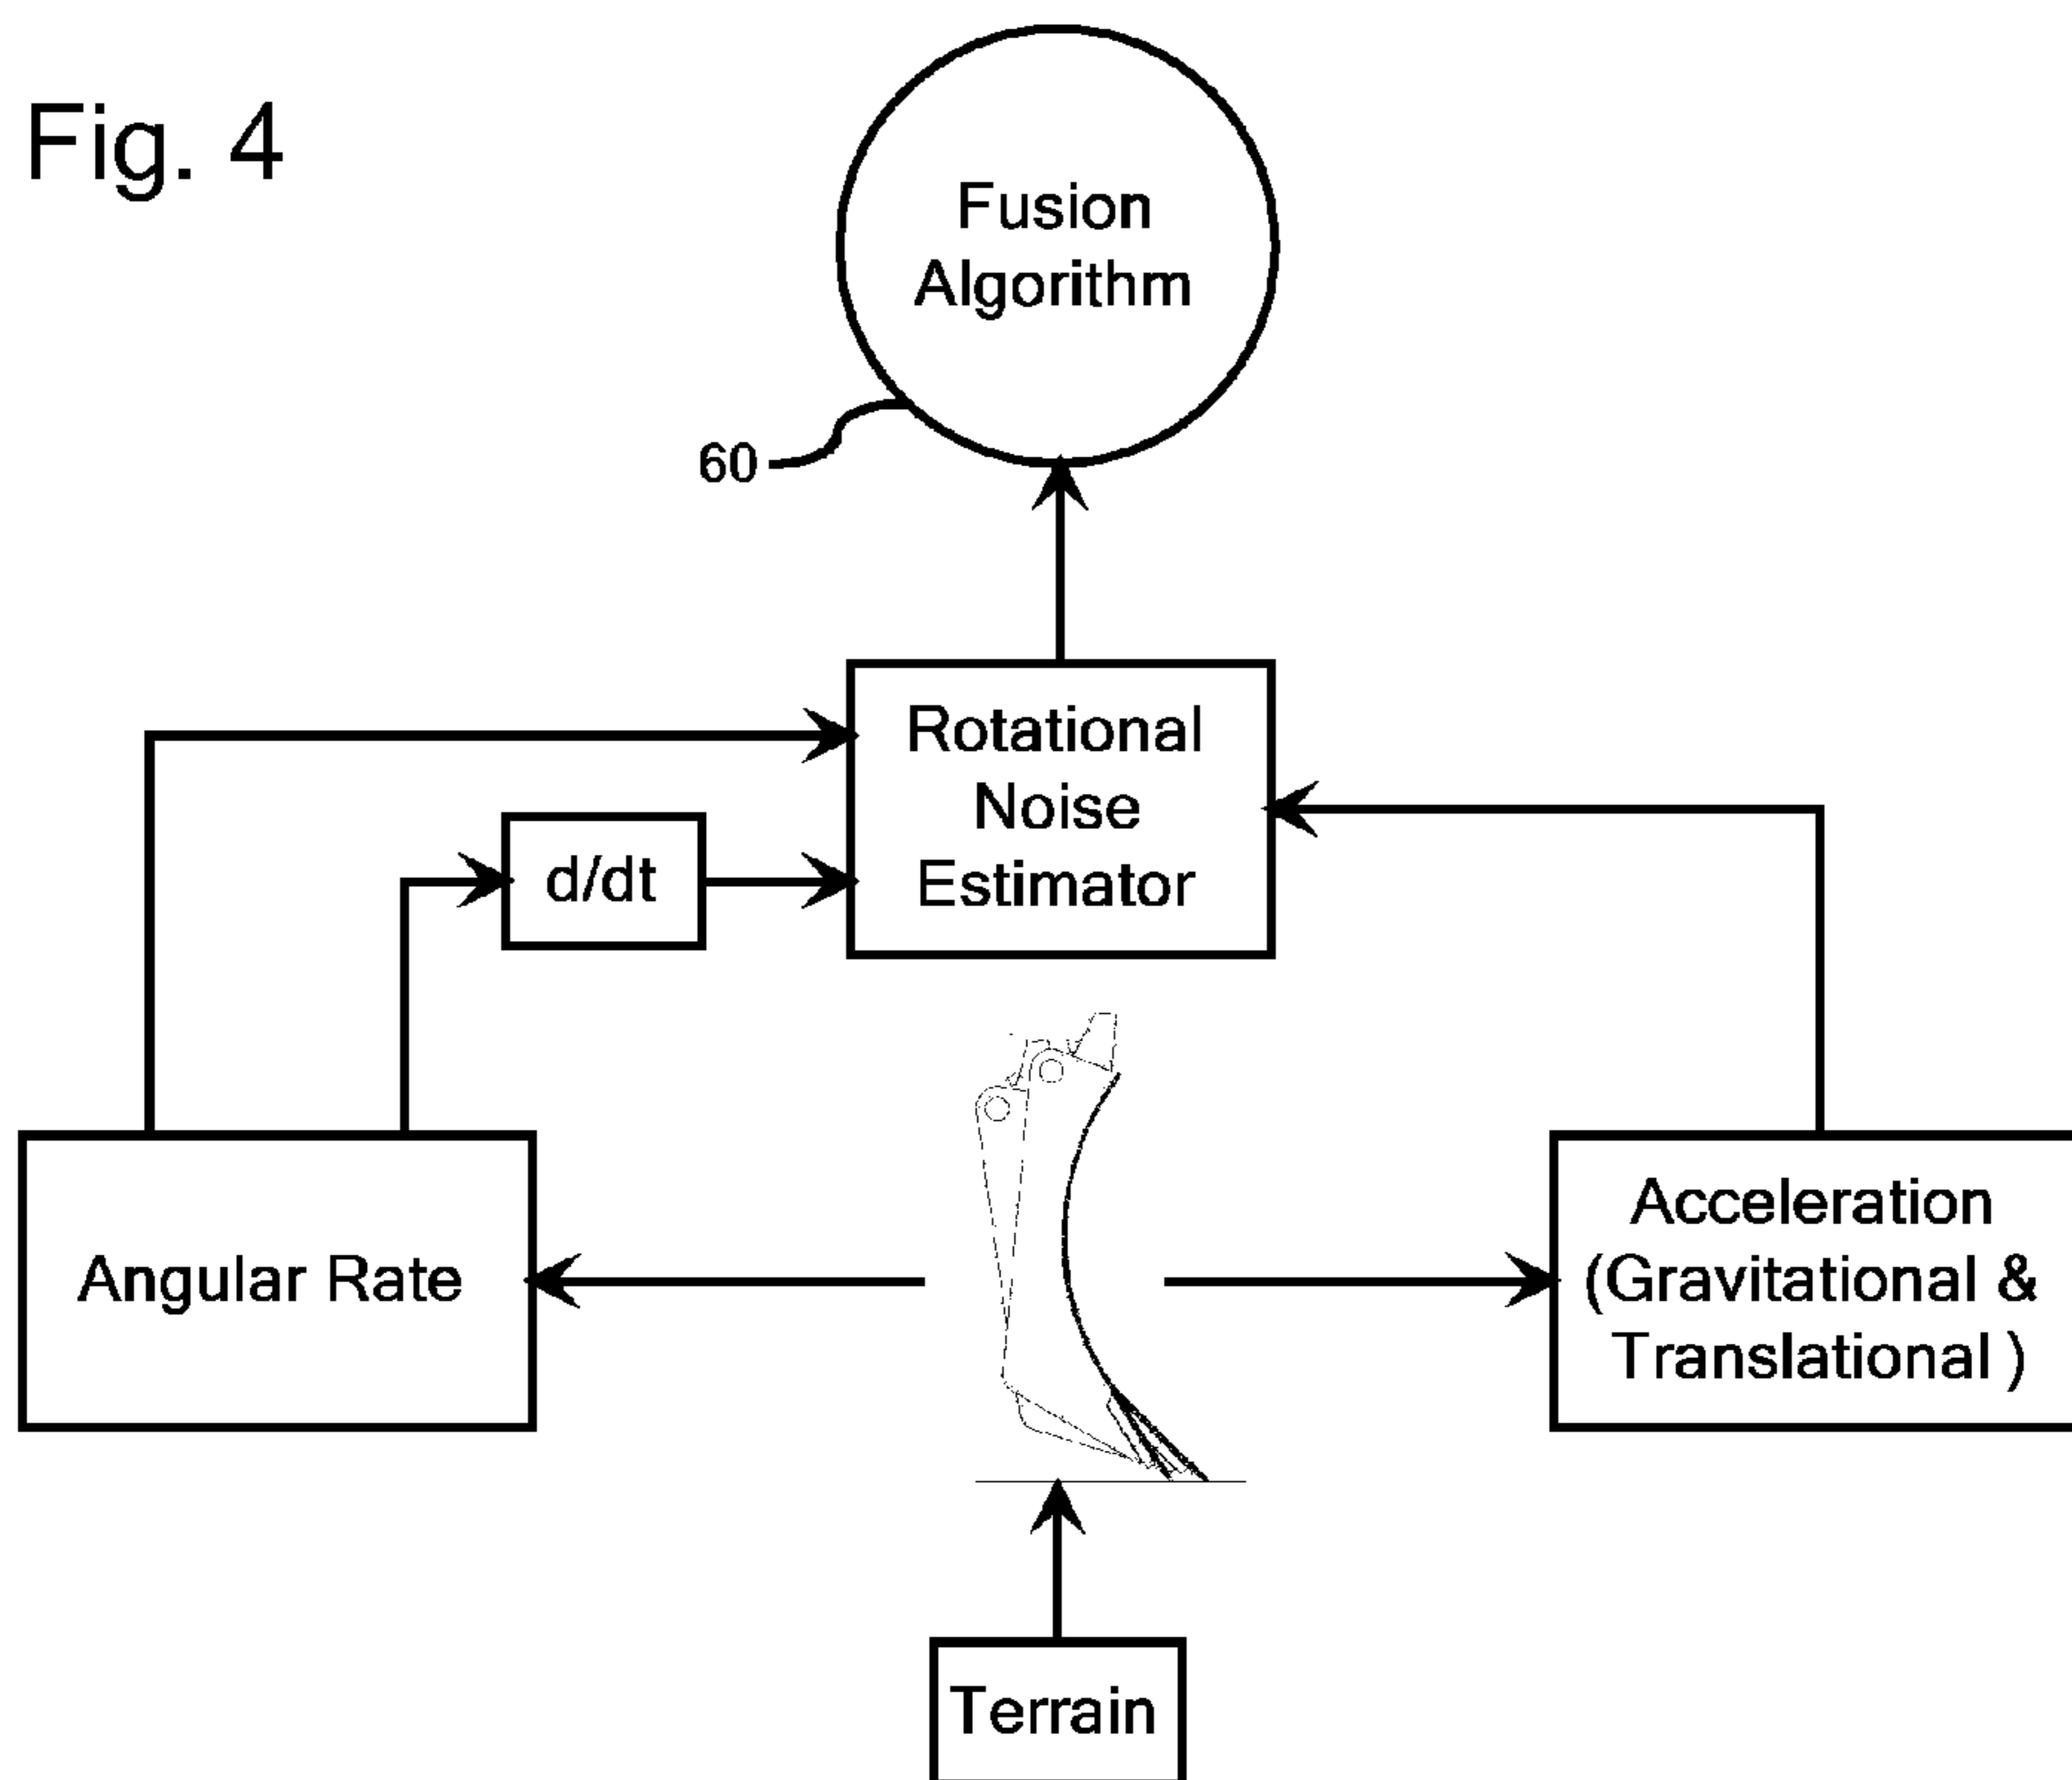 Fig. 4
Fusion
Algorithm
60
Rotational
Noise
Estimator
d/dt
Angular Rate
Acceleration
(Gravitational &
Translational )
Terrain